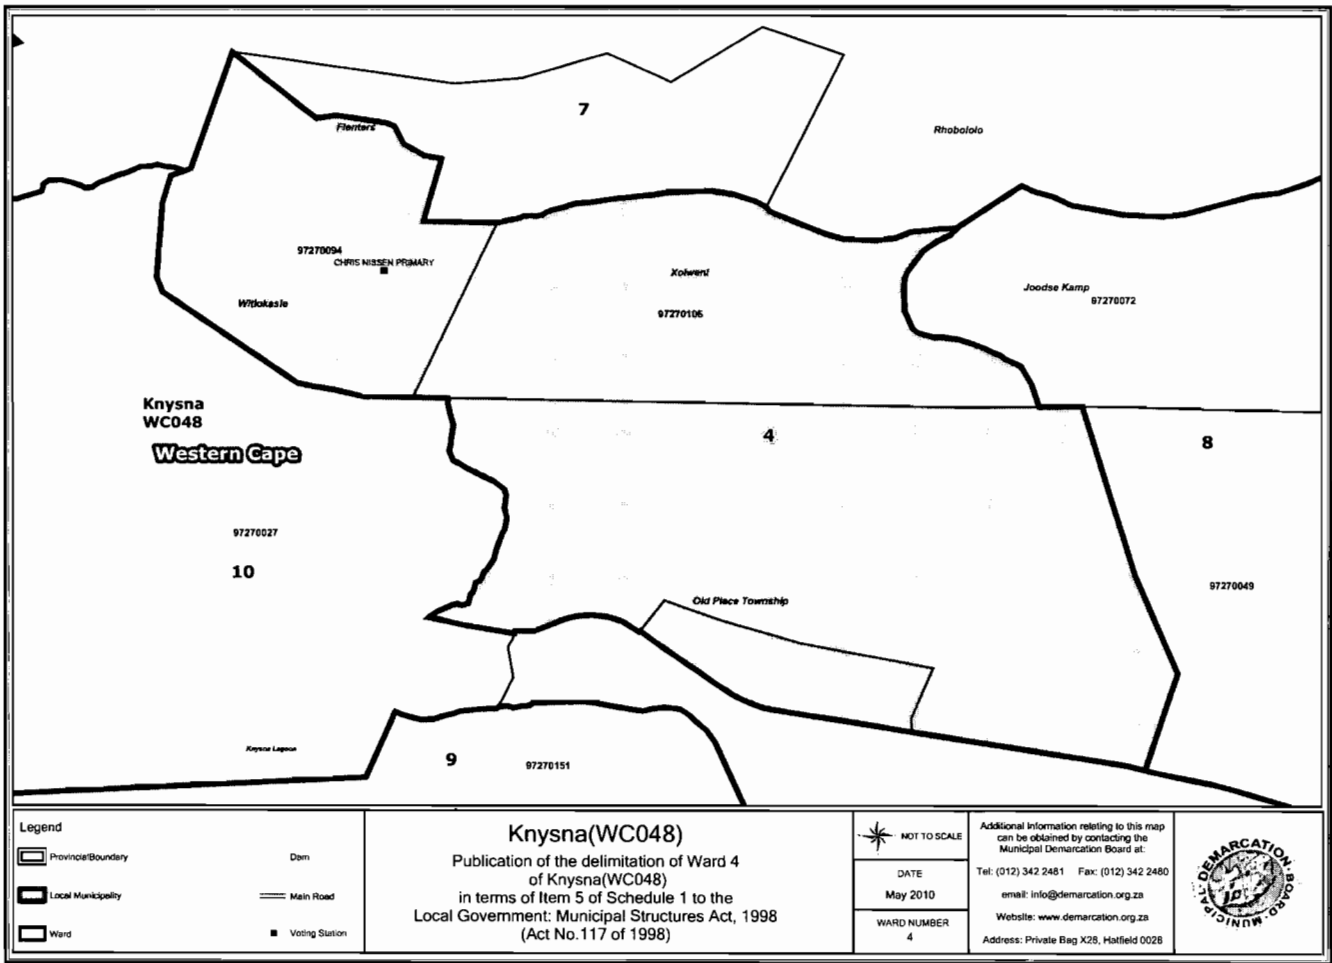 7
Flenters
Rhobololo
97270094
CHRIS NISSEN PRIMARY
Xolweni
Joodse Kamp
97270072
Witlokasie
97270106
Knysna
WC048
4
8
Western Cape
97270027
10
97270049
Old Place Township
Knysna Lagoon
9
97270151
Legend
Provincial Boundary
Dam
Local Municipality
Main Road
Ward
Voting Station
Knysna(WC048)
Publication of the delimitation of Ward 4
of Knysna(WC048)
in terms of Item 5 of Schedule 1 to the
Local Government: Municipal Structures Act, 1998
(Act No.117 of 1998)
NOT TO SCALE
DATE
May 2010
WARD NUMBER
4
Additional Information relating to this map
can be obtained by contacting the
Municipal Demarcation Board at:
Tel: (012) 342 2481 Fax: (012) 342 2480
email: info@demarcation.org.za
Website: www.demarcation.org.za
Address: Private Bag X28, Hatfield 0028
MUNICIPAL DEMARCATION BOARD